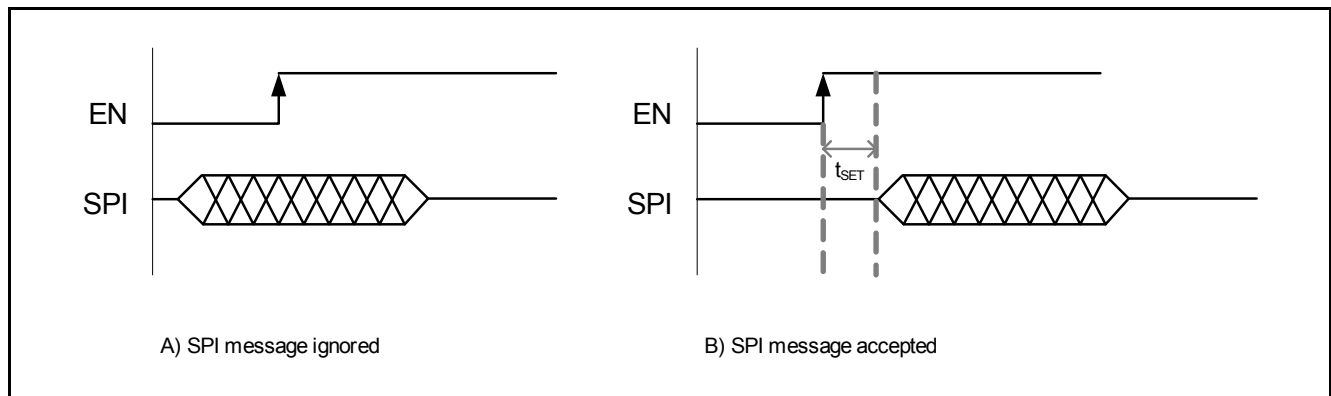 EN
SPI
A) SPI message ignored
EN
tSET
SPI
B) SPI message accepted